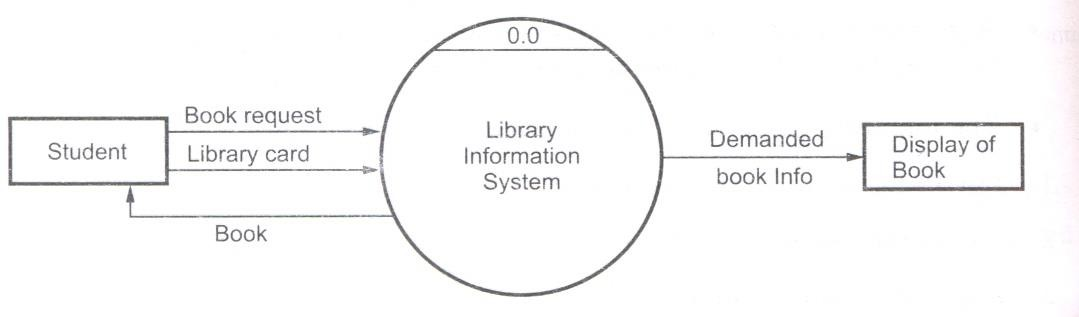 0.0
Student
Book request
Library card
Book
Library
Information
System
Demanded
book Info
Display of
Book